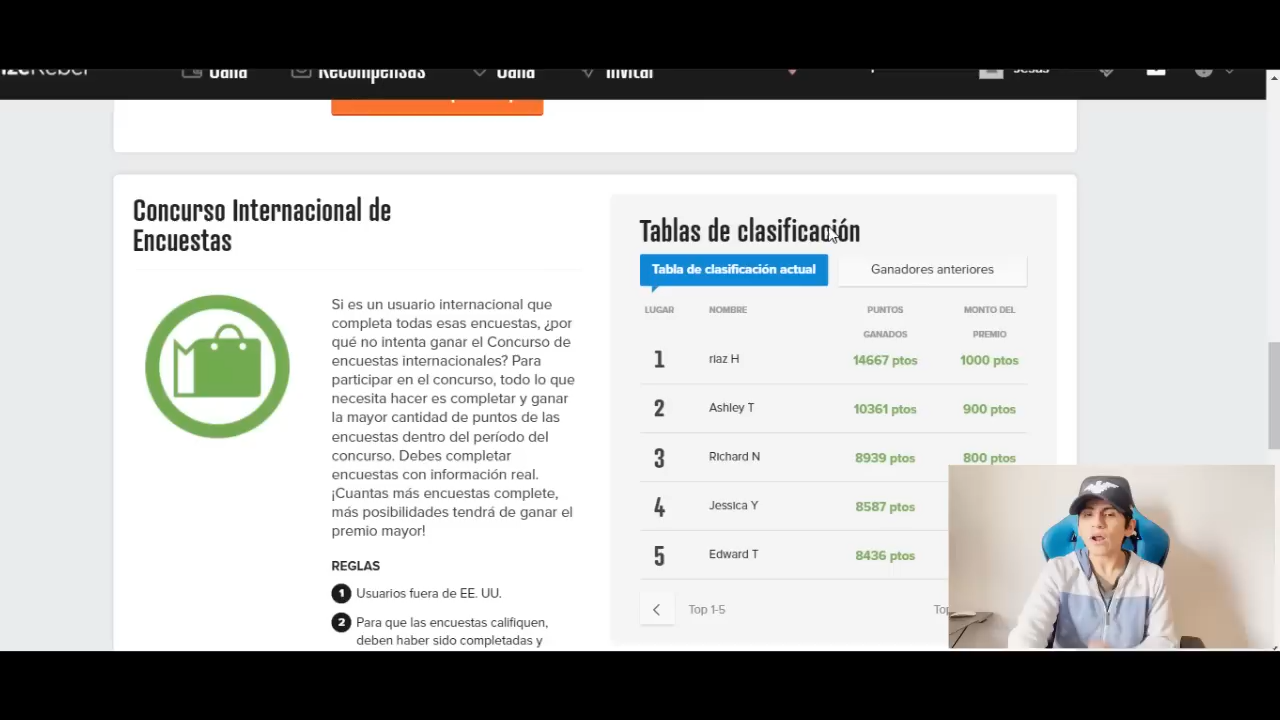 Gana
Recompensas
Gana
Invitar
Concurso Internacional de
Encuestas
Si es un usuario internacional que
completa todas esas encuestas, ¿por
qué no intenta ganar el Concurso de
encuestas internacionales? Para
participar en el concurso, todo lo que
necesita hacer es completar y ganar
la mayor cantidad de puntos de las
encuestas dentro del período del
concurso. Debes completar
encuestas con información real.
¡Cuantas más encuestas complete,
más posibilidades tendrá de ganar el
premio mayor!
REGLAS
1 Usuarios fuera de EE. UU.
2 Para que las encuestas califiquen,
deben haber sido completadas y
Tablas de clasificación
Tabla de clasificación actual
Ganadores anteriores
LUGAR NOMBRE PUNTOS GANADOS MONTO DEL PREMIO
1 riaz H 14667 ptos 1000 ptos
2 Ashley T 10361 ptos 900 ptos
3 Richard N 8939 ptos 800 ptos
4 Jessica Y 8587 ptos
5 Edward T 8436 ptos
Top 1-5